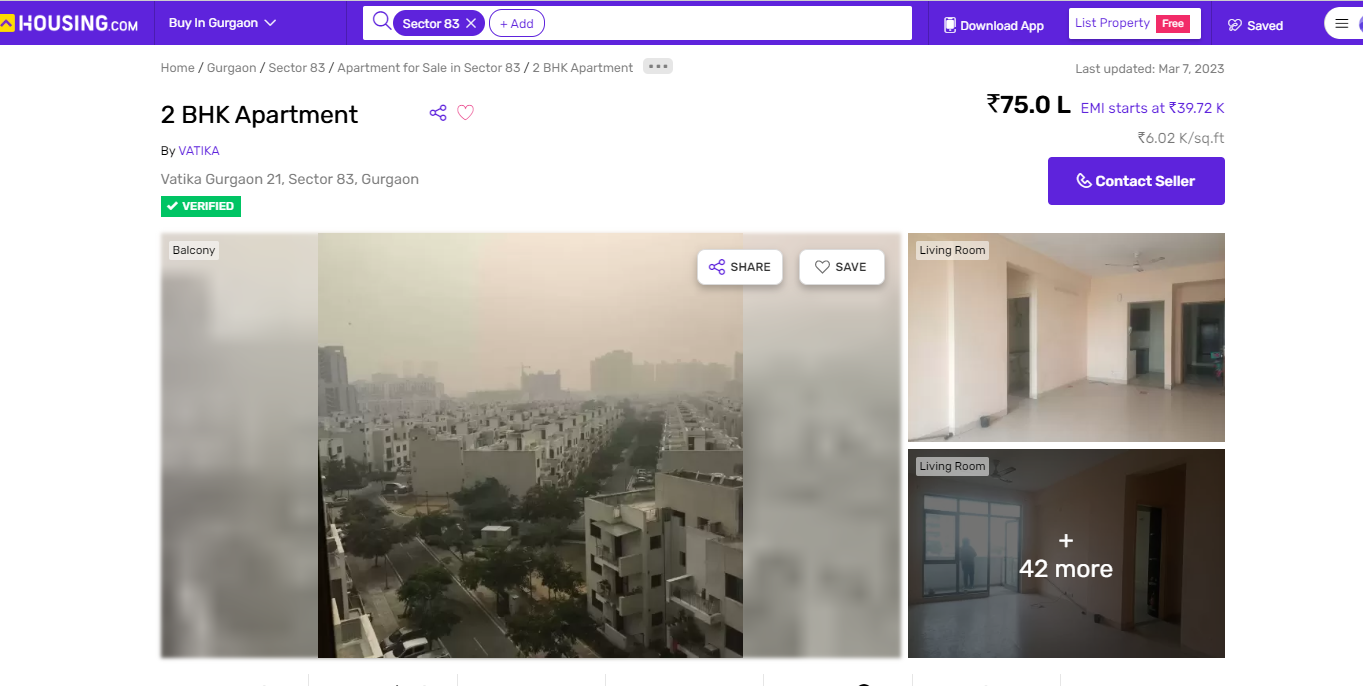 HOUSING.COM
Buy In Gurgaon
Sector 83
+ Add
Download App
List Property Free
Saved
Home / Gurgaon / Sector 83 / Apartment for Sale in Sector 83 / 2 BHK Apartment
Last updated: Mar 7, 2023
2 BHK Apartment
₹75.0 L EMI starts at ₹39.72 K
₹6.02 K/sq.ft
By VATIKA
Vatika Gurgaon 21, Sector 83, Gurgaon
Contact Seller
VERIFIED
Balcony
SHARE
SAVE
Living Room
Living Room
+
42 more